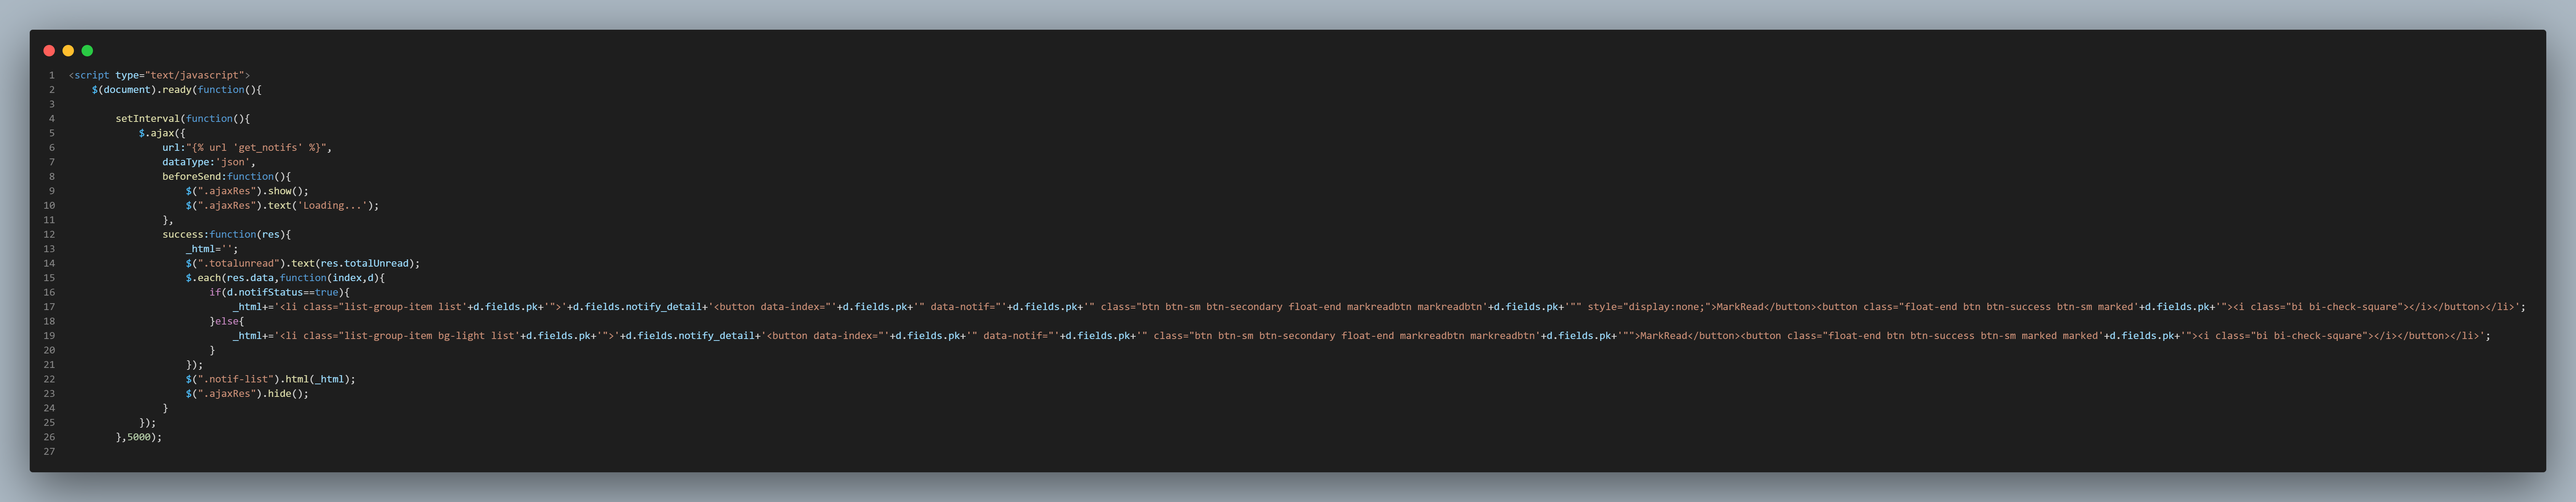 1 <script type="text/javascript">
2 $(document).ready(function(){
3
4 setInterval(function(){
5 $.ajax({
6 url:"{% url 'get_notifs' %}",
7 dataType:'json',
8 beforeSend:function(){
9 $(".ajaxRes").show();
10 $(".ajaxRes").text('Loading...');
11 },
12 success:function(res){
13 _html='';
14 $(".totalunread").text(res.totalUnread);
15 $.each(res.data,function(index,d){
16 if(d.notifStatus==true){
17 _html+='<li class="list-group-item list'+d.fields.pk+'">'+d.fields.notify_detail+'<button data-index="'+d.fields.pk+'" data-notif="'+d.fields.pk+'" class="btn btn-sm btn-secondary float-end markreadbtn markreadbtn'+d.fields.pk+'"" style="display:none;">MarkRead</button><button class="float-end btn btn-success btn-sm marked'+d.fields.pk+'"><i class="bi bi-check-square"></i></button></li>';
18 }else{
19 _html+='<li class="list-group-item bg-light list'+d.fields.pk+'">'+d.fields.notify_detail+'<button data-index="'+d.fields.pk+'" data-notif="'+d.fields.pk+'" class="btn btn-sm btn-secondary float-end markreadbtn markreadbtn'+d.fields.pk+'"">MarkRead</button><button class="float-end btn btn-success btn-sm marked marked'+d.fields.pk+'"><i class="bi bi-check-square"></i></button></li>';
20 }
21 });
22 $(".notif-list").html(_html);
23 $(".ajaxRes").hide();
24 }
25 });
26 },5000);
27